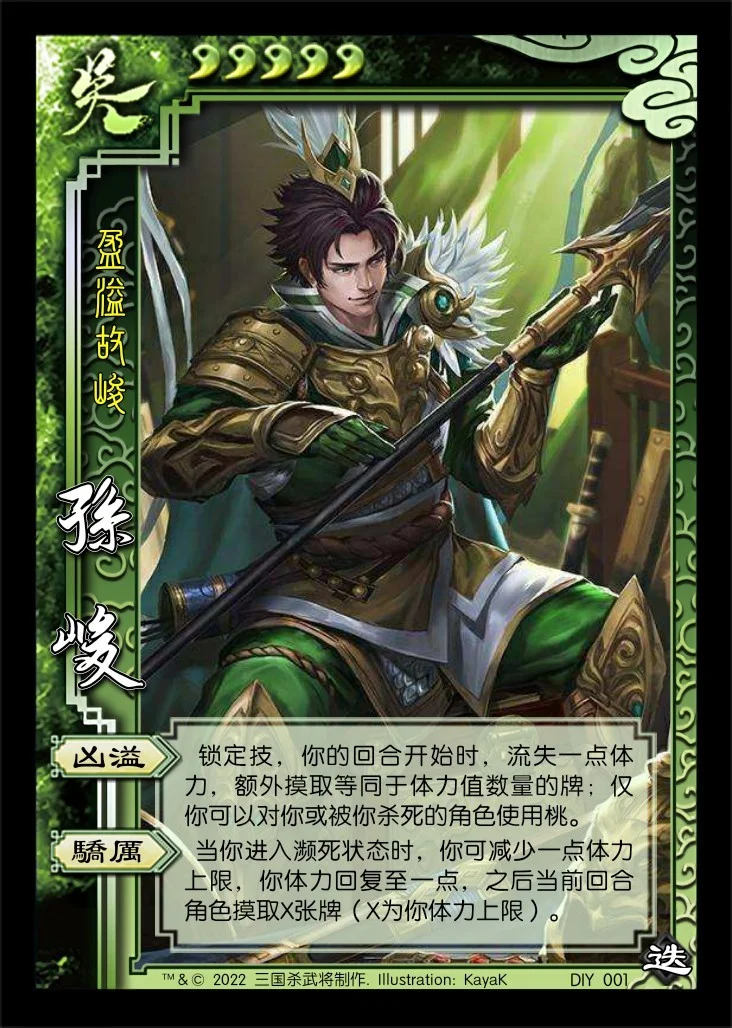 吴
盈溢故峻
孫峻
凶溢
锁定技，你的回合开始时，流失一点体
力，额外摸取等同于体力值数量的牌；仅
你可以对你或被你杀死的角色使用桃。
驕厲
当你进入濒死状态时，你可减少一点体力
上限，你体力回复至一点，之后当前回合
角色摸取X张牌（X为你体力上限）。
迭
™&© 2022 三国杀武将制作. Illustration: KayaK DIY 001